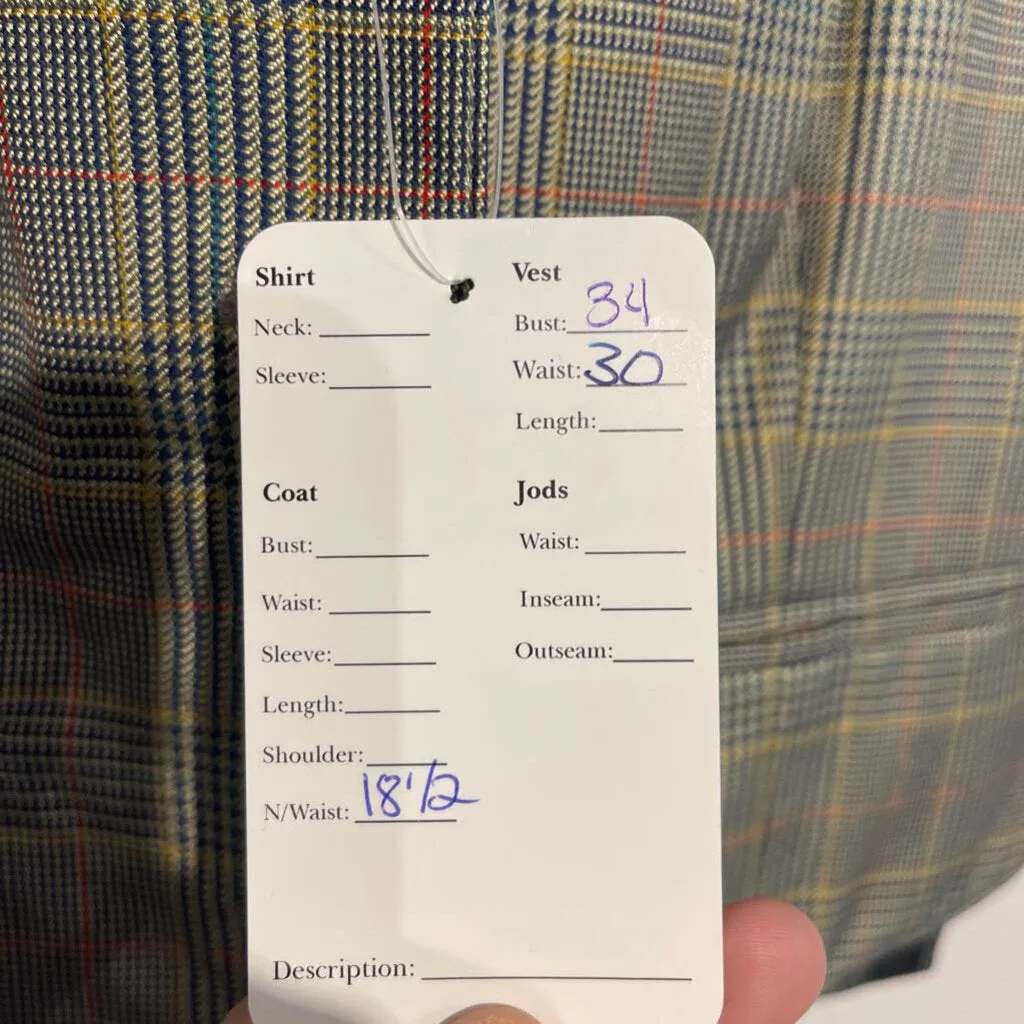 Shirt
Neck:
Sleeve:
Vest
Bust: 34
Waist: 30
Length:
Coat
Bust:
Waist:
Sleeve:
Length:
Shoulder:
N/Waist: 18 1/2
Jods
Waist:
Inseam:
Outseam:
Description: